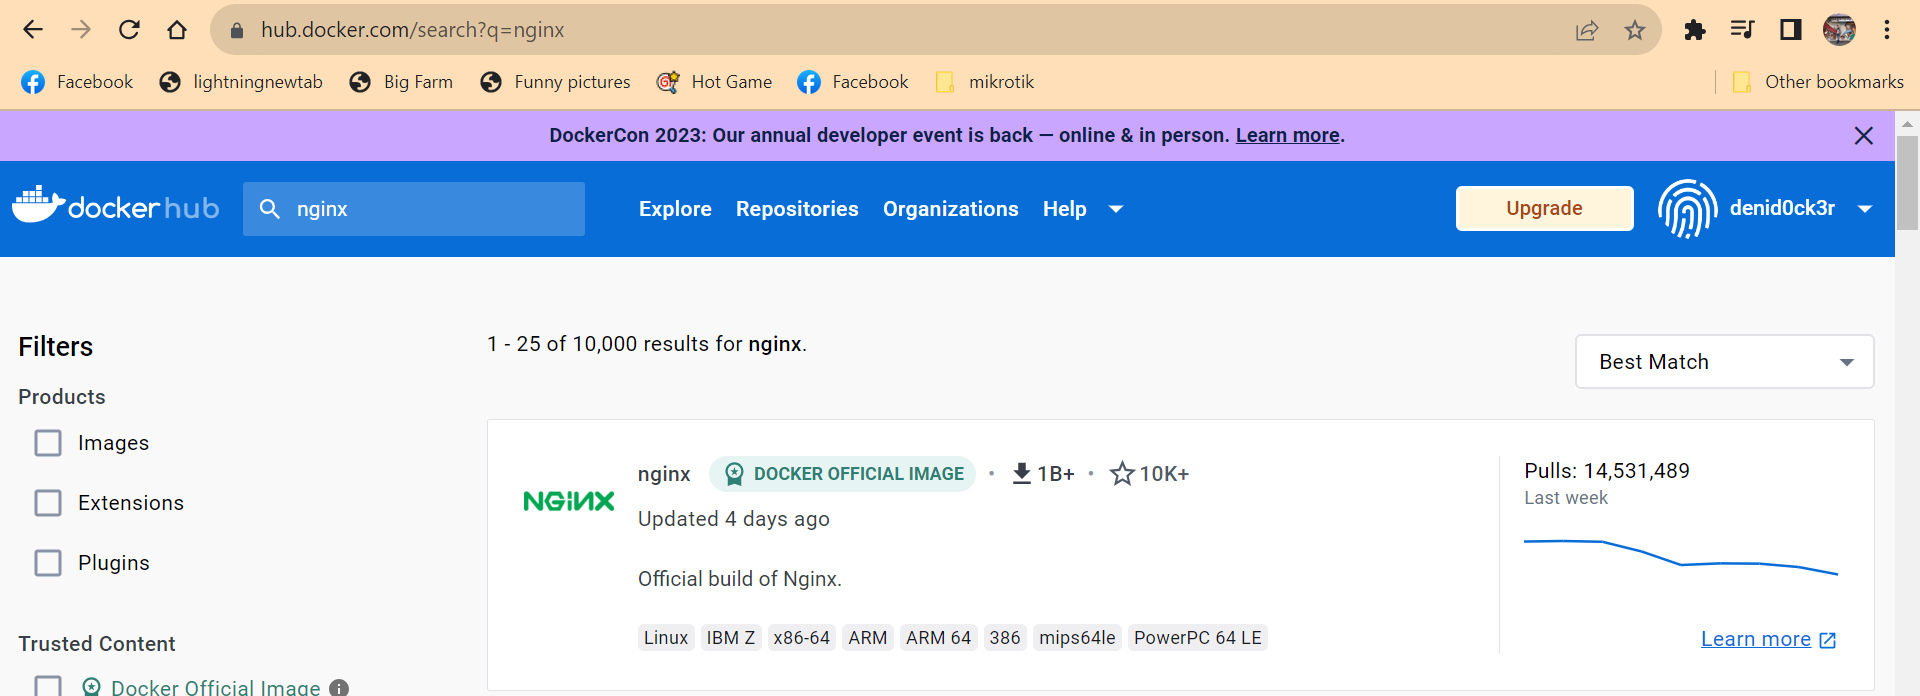 hub.docker.com/search?q=nginx
Facebook lightningnewtab Big Farm Funny pictures Hot Game Facebook mikrotik Other bookmarks
DockerCon 2023: Our annual developer event is back — online & in person. Learn more.
dockerhub nginx Explore Repositories Organizations Help Upgrade denid0ck3r
Filters
Products
Images
Extensions
Plugins
Trusted Content
Docker Official Image
1 - 25 of 10,000 results for nginx.
Best Match
NGINX
nginx DOCKER OFFICIAL IMAGE • 1B+ • 10K+
Updated 4 days ago
Official build of Nginx.
Linux IBM Z x86-64 ARM ARM 64 386 mips64le PowerPC 64 LE
Pulls: 14,531,489
Last week
Learn more